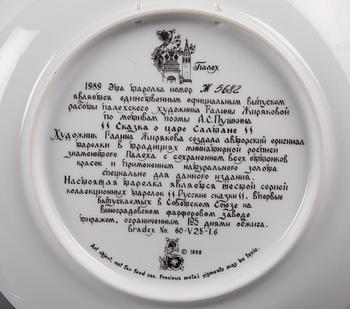 Палех
1989 Эта тарелка номер № 5682
является единственным официальным выпуском
работы палехского художника Галины Жиряковой
по мотивам поэмы А.С.Пушкина
"Сказка о царе Салтане"
Художник Галина Жирякова создала авторский оригинал
тарелки в традициях миниатюрной росписи
знаменитого Палеха с сохранением всех оттенков
красок и применением натурального золота
специально для данного издания.
Настоящая тарелка является шестой серией
коллекционных тарелок "Русские сказки". Впервые
выпускаемых в Советском Союзе на
Виноградовском фарфоровом заводе
тиражом, ограниченным 195 днями обжига.
Bradex No. 60-V25-1.6
© 1989
Art object, not for food use. Precious metal pigments may be toxic.